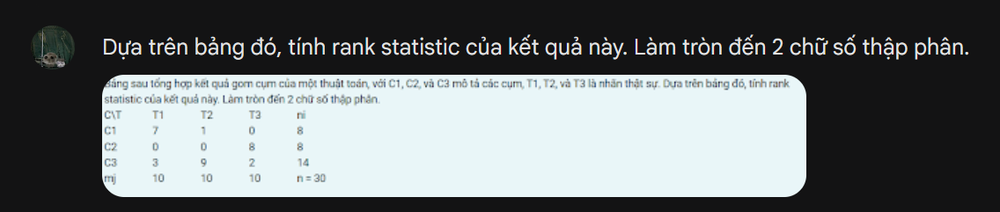 Dựa trên bảng đó, tính rank statistic của kết quả này. Làm tròn đến 2 chữ số thập phân.
Bảng sau tổng hợp kết quả gom cụm của một thuật toán, với C1, C2, và C3 mô tả các cụm, T1, T2, và T3 là nhãn thật sự. Dựa trên bảng đó, tính rank
statistic của kết quả này. Làm tròn đến 2 chữ số thập phân.
C\T T1 T2 T3 ni
C1 7 1 0 8
C2 0 0 8 8
C3 3 9 2 14
mj 10 10 10 n = 30